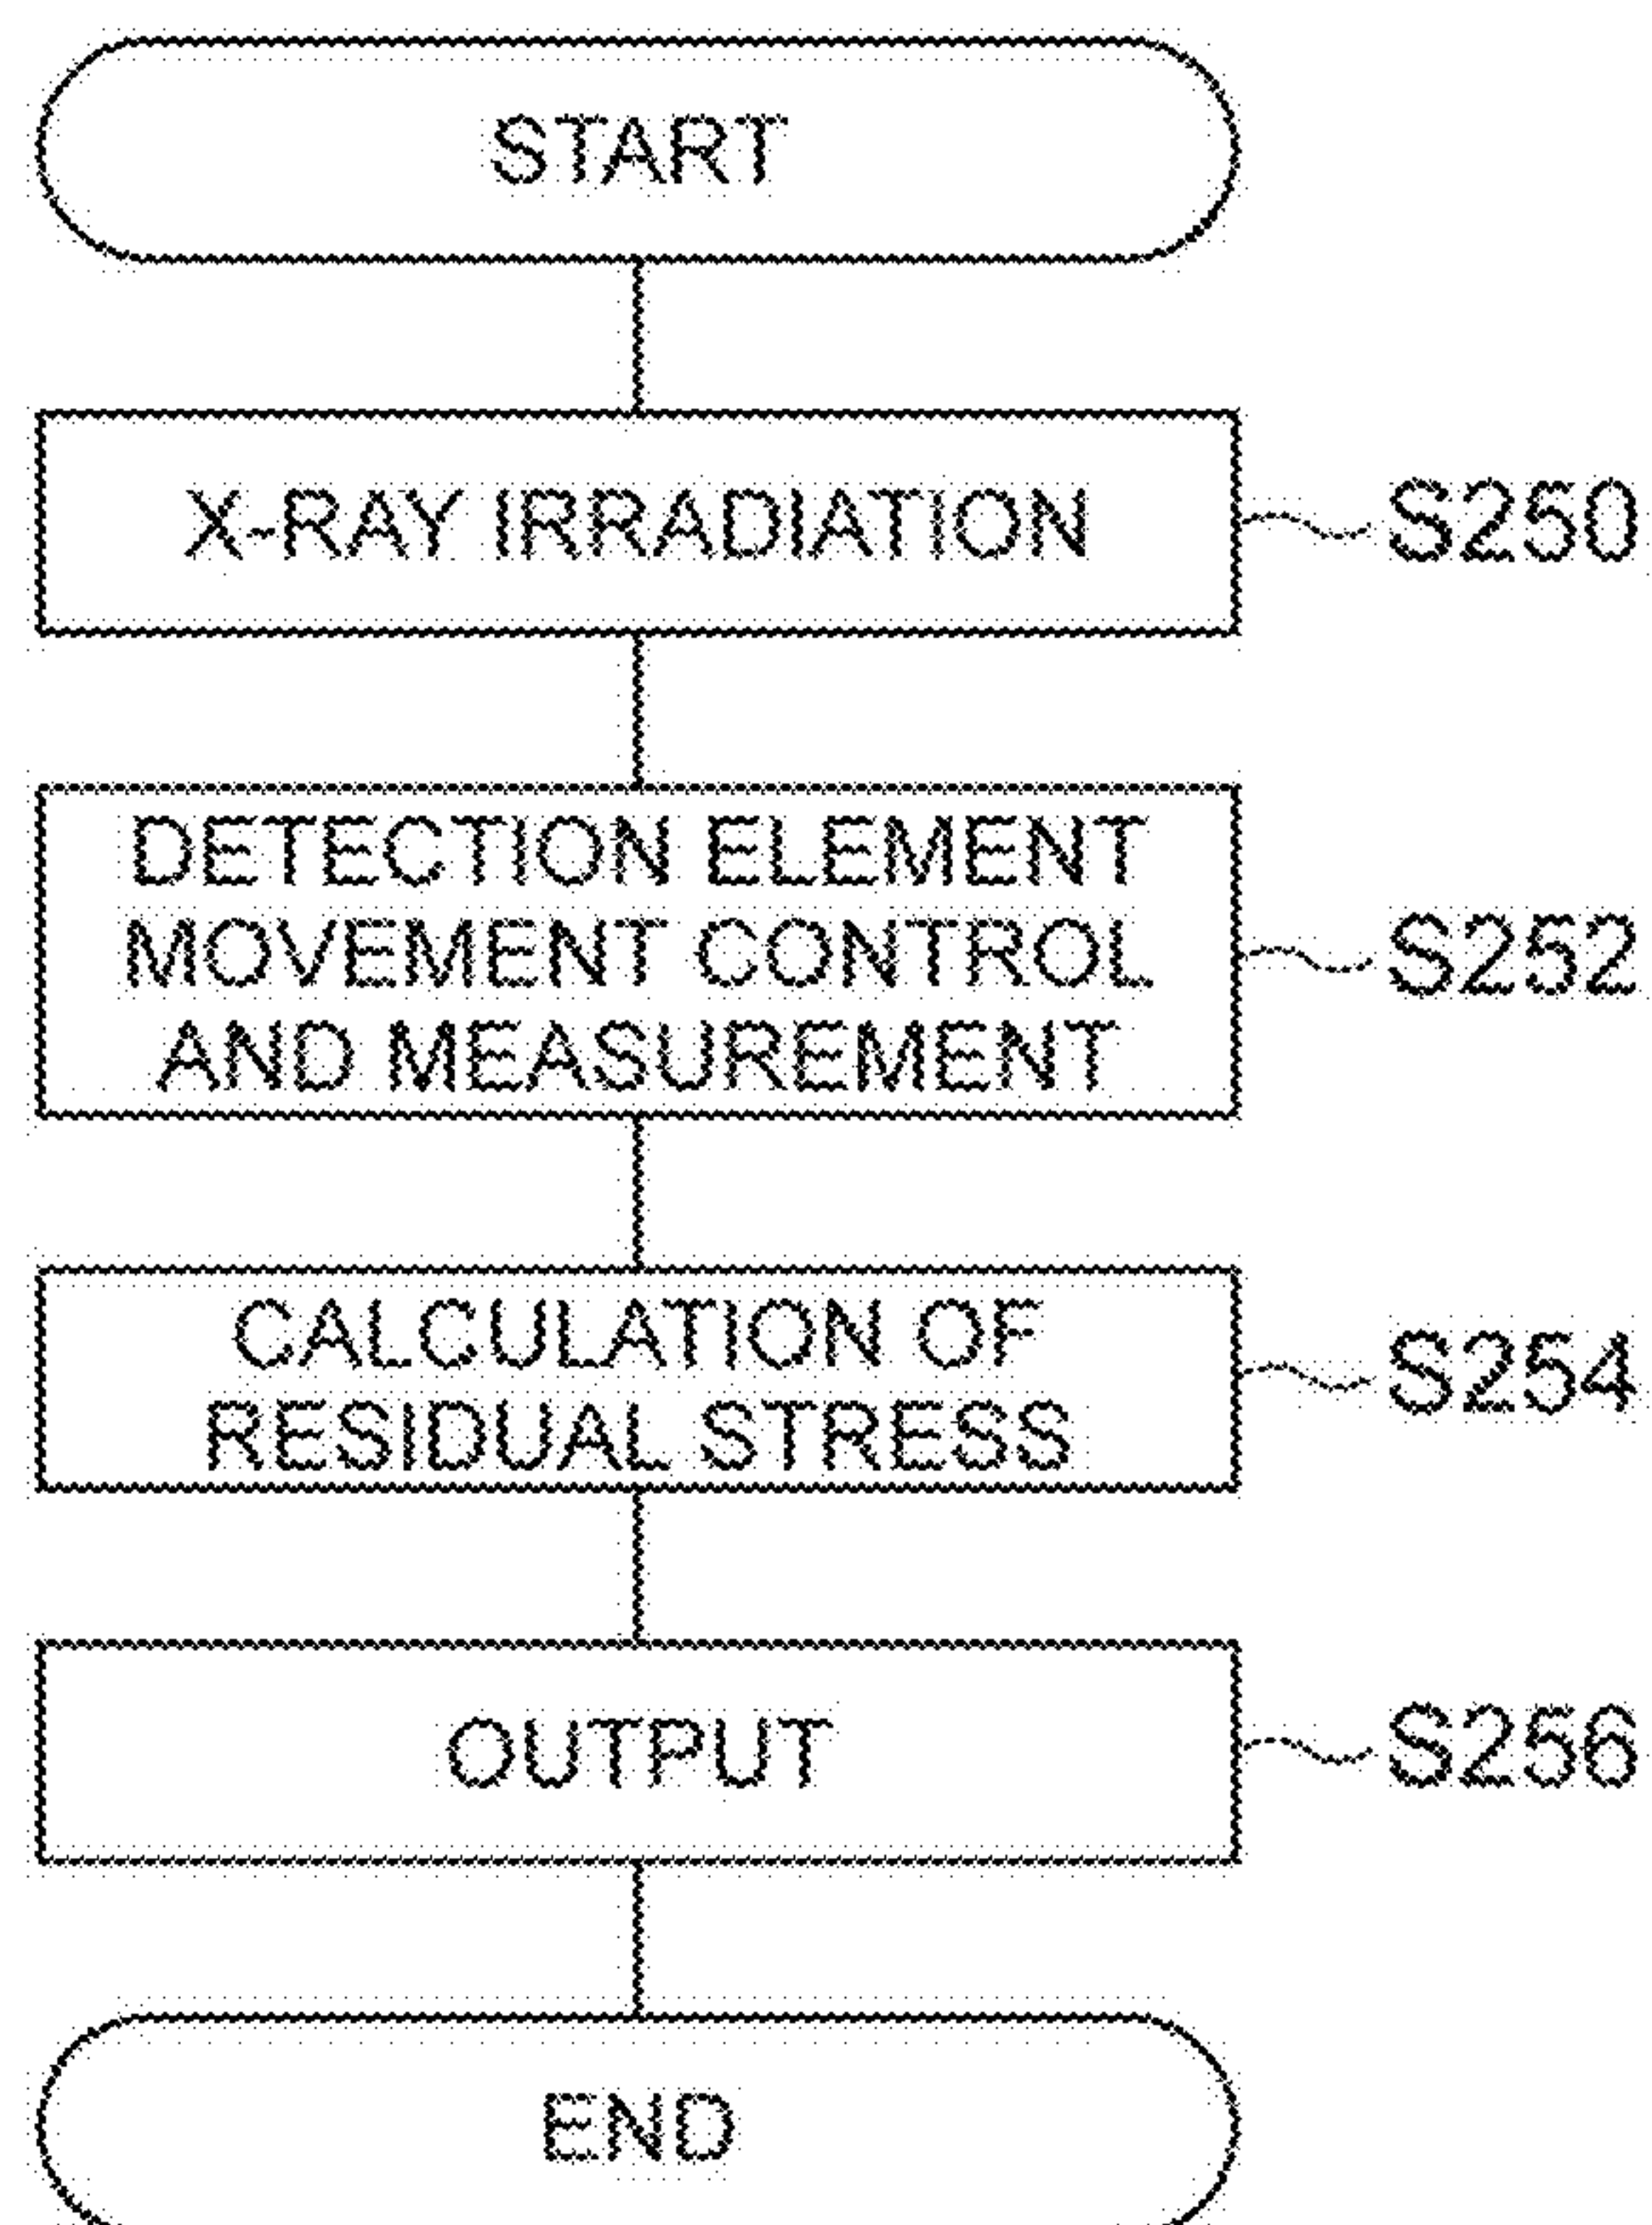 START
X-RAY IRRADIATION
S250
DETECTION ELEMENT
MOVEMENT CONTROL
AND MEASUREMENT
S252
CALCULATION OF
RESIDUAL STRESS
S254
OUTPUT
S256
END